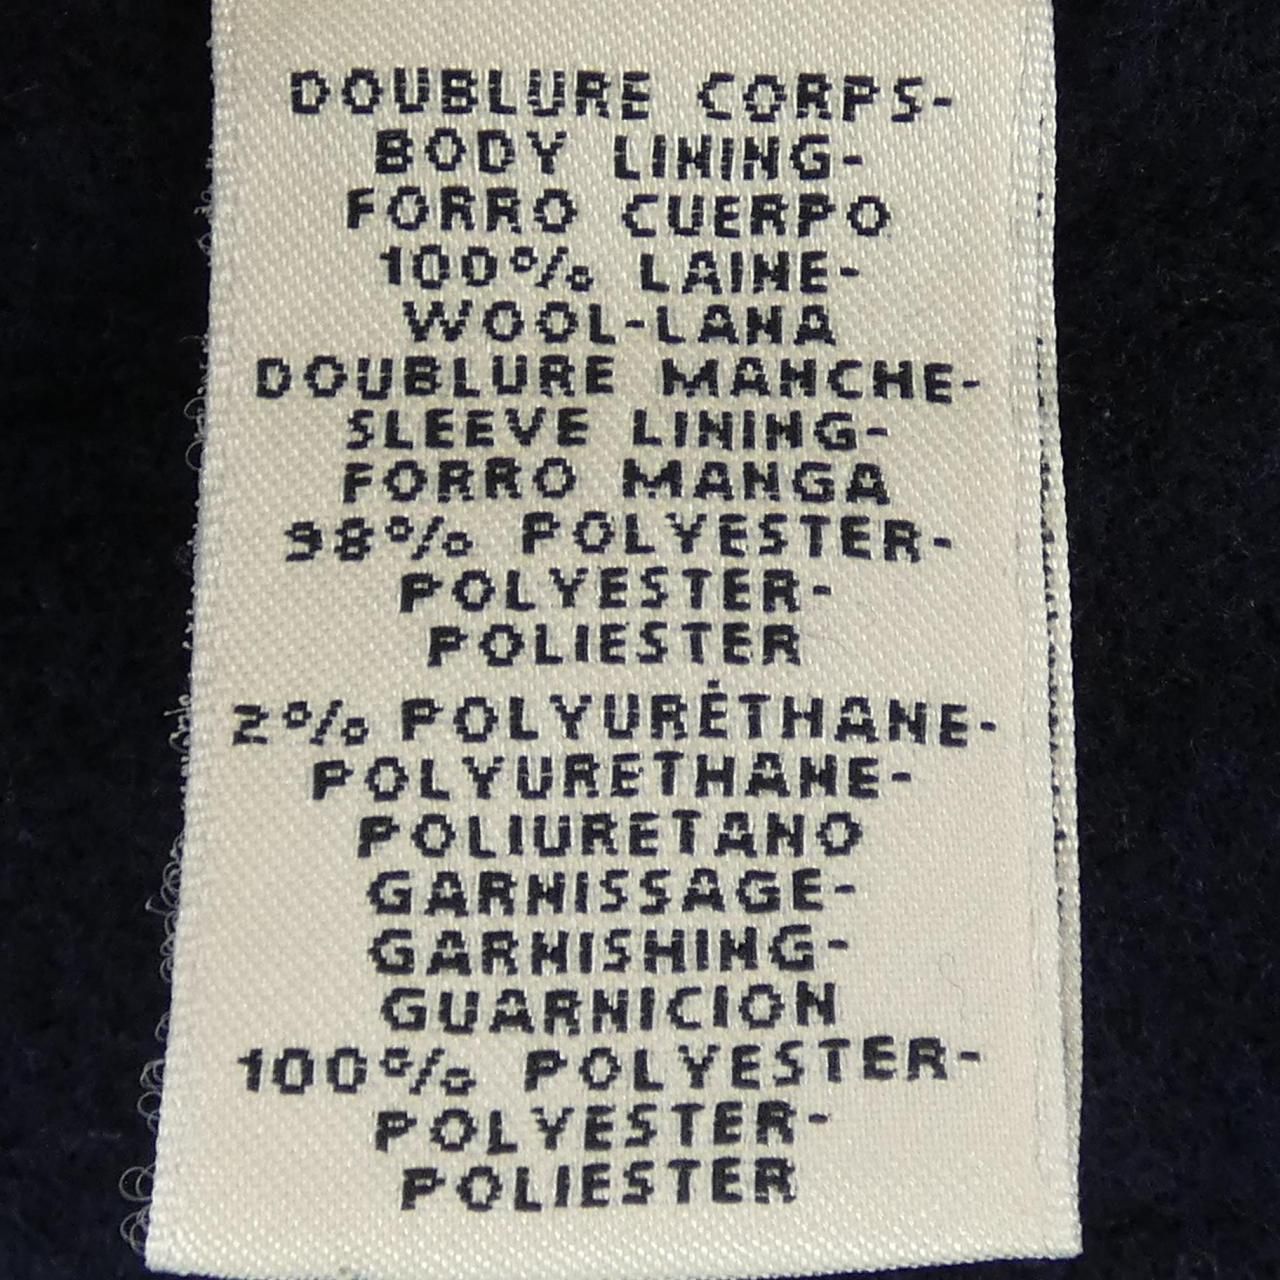 DOUBLURE CORPS-
BODY LINING-
FORRO CUERPO
100% LAINE-
WOOL-LANA
DOUBLURE MANCHE-
SLEEVE LINING-
FORRO MANGA
98% POLYESTER-
POLYESTER-
POLIESTER
2% POLYURÉTHANE-
POLYURETHANE-
POLIURETANO
GARNISSAGE-
GARNISHING-
GUARNICION
100% POLYESTER-
POLYESTER-
POLIESTER